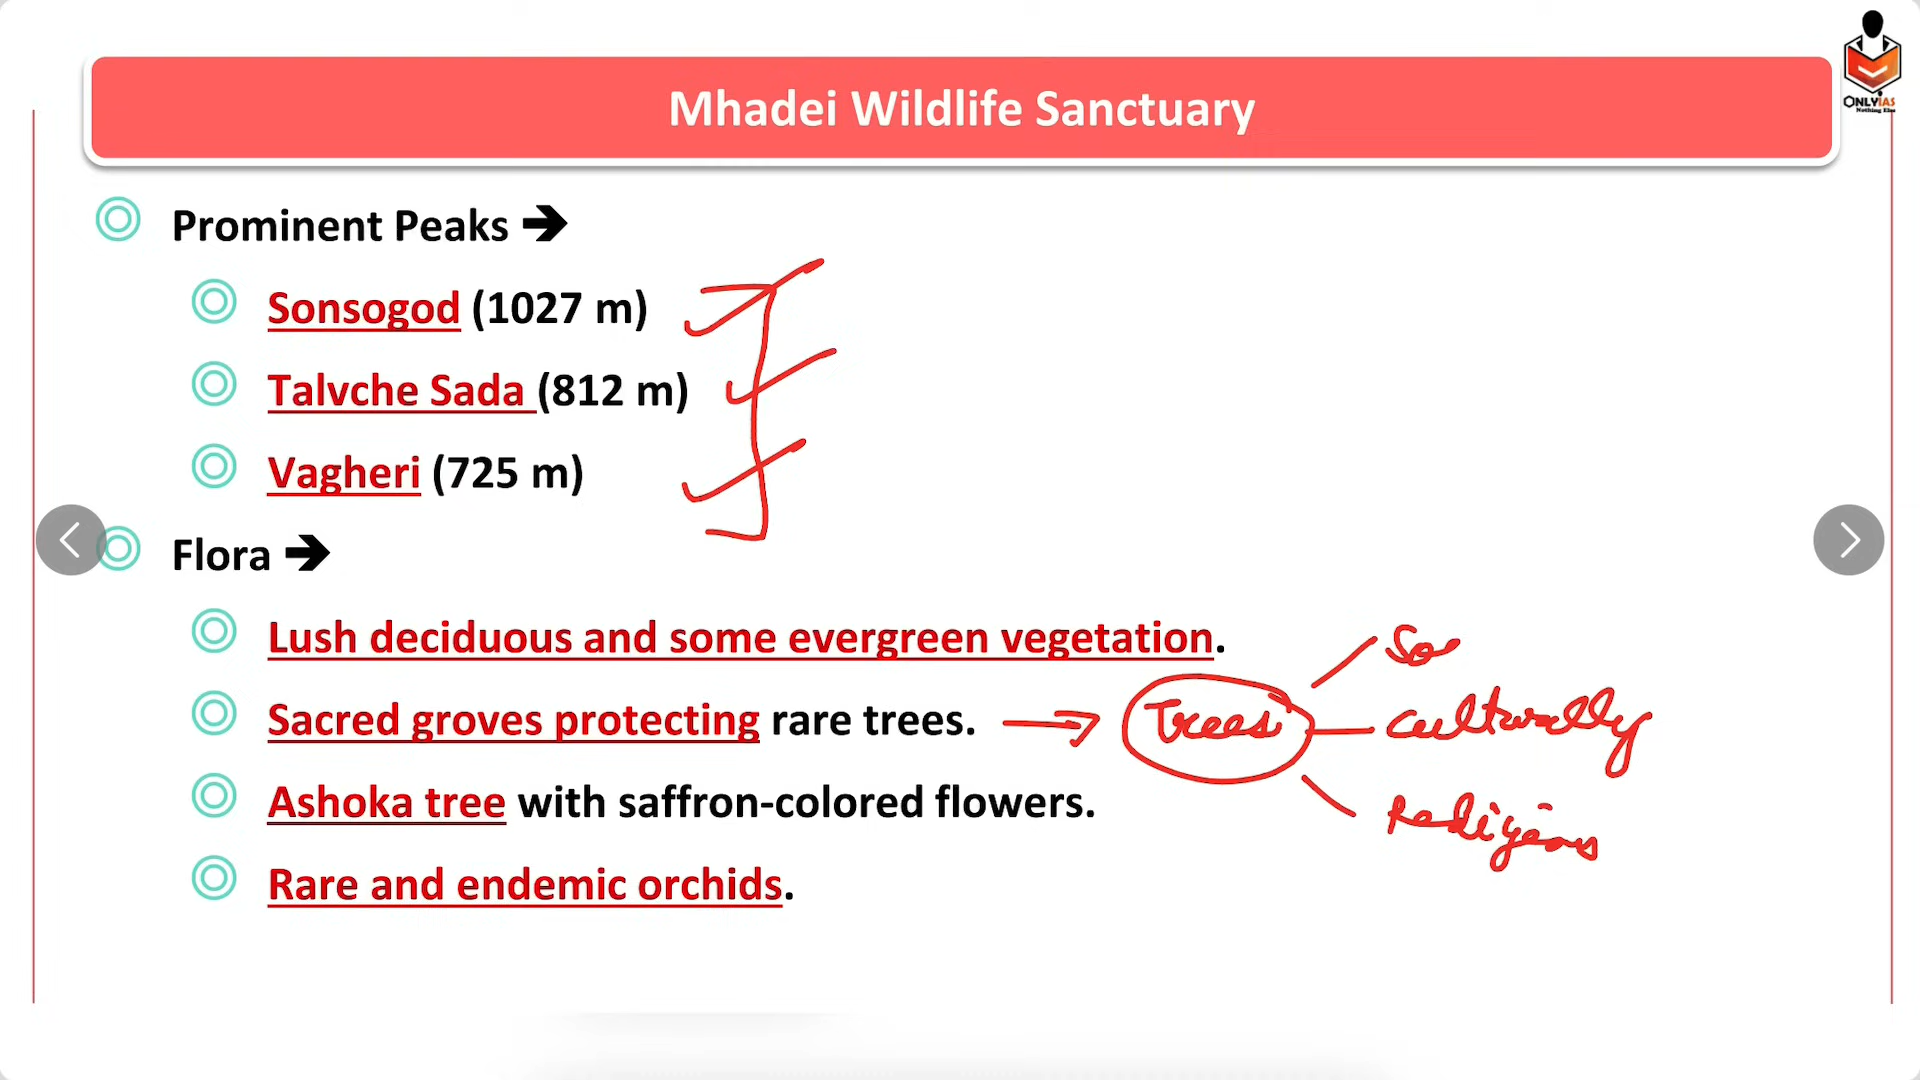 Mhadei Wildlife Sanctuary
ONLYIAS
Nothing Else
Prominent Peaks ➔
Sonsogod (1027 m)
Talvche Sada (812 m)
Vagheri (725 m)
Flora ➔
Lush deciduous and some evergreen vegetation.
Sacred groves protecting rare trees. → Trees
culturally
Religious
Ashoka tree with saffron-colored flowers.
Rare and endemic orchids.